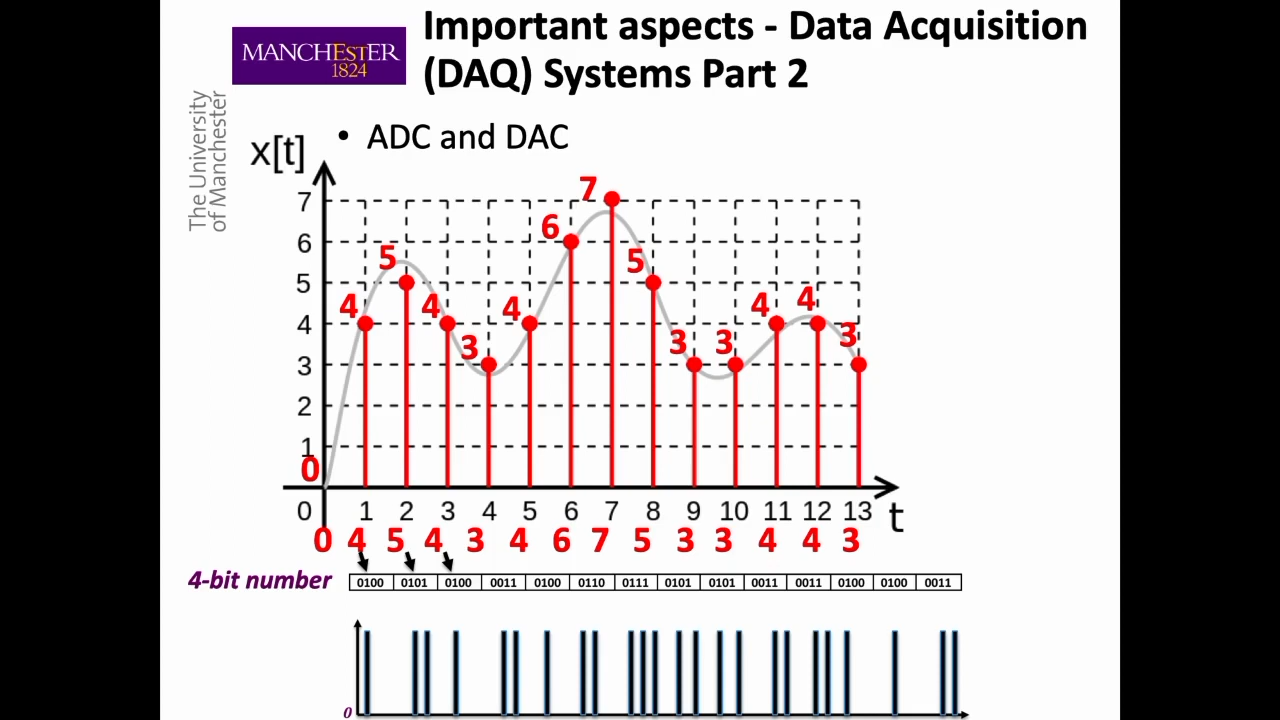 Important aspects - Data Acquisition
(DAQ) Systems Part 2
MANCHESTER
1824
The University
of Manchester
• ADC and DAC
x[t]
7
6
5
4
3
2
1
0
4
5
4
3
4
6
7
5
3
3
4
4
3
0 1 2 3 4 5 6 7 8 9 10 11 12 13
t
0 4 5 4 3 4 6 7 5 3 3 4 4 3
4-bit number
0100 0101 0100 0011 0100 0110 0111 0101 0101 0011 0011 0100 0100 0011
0